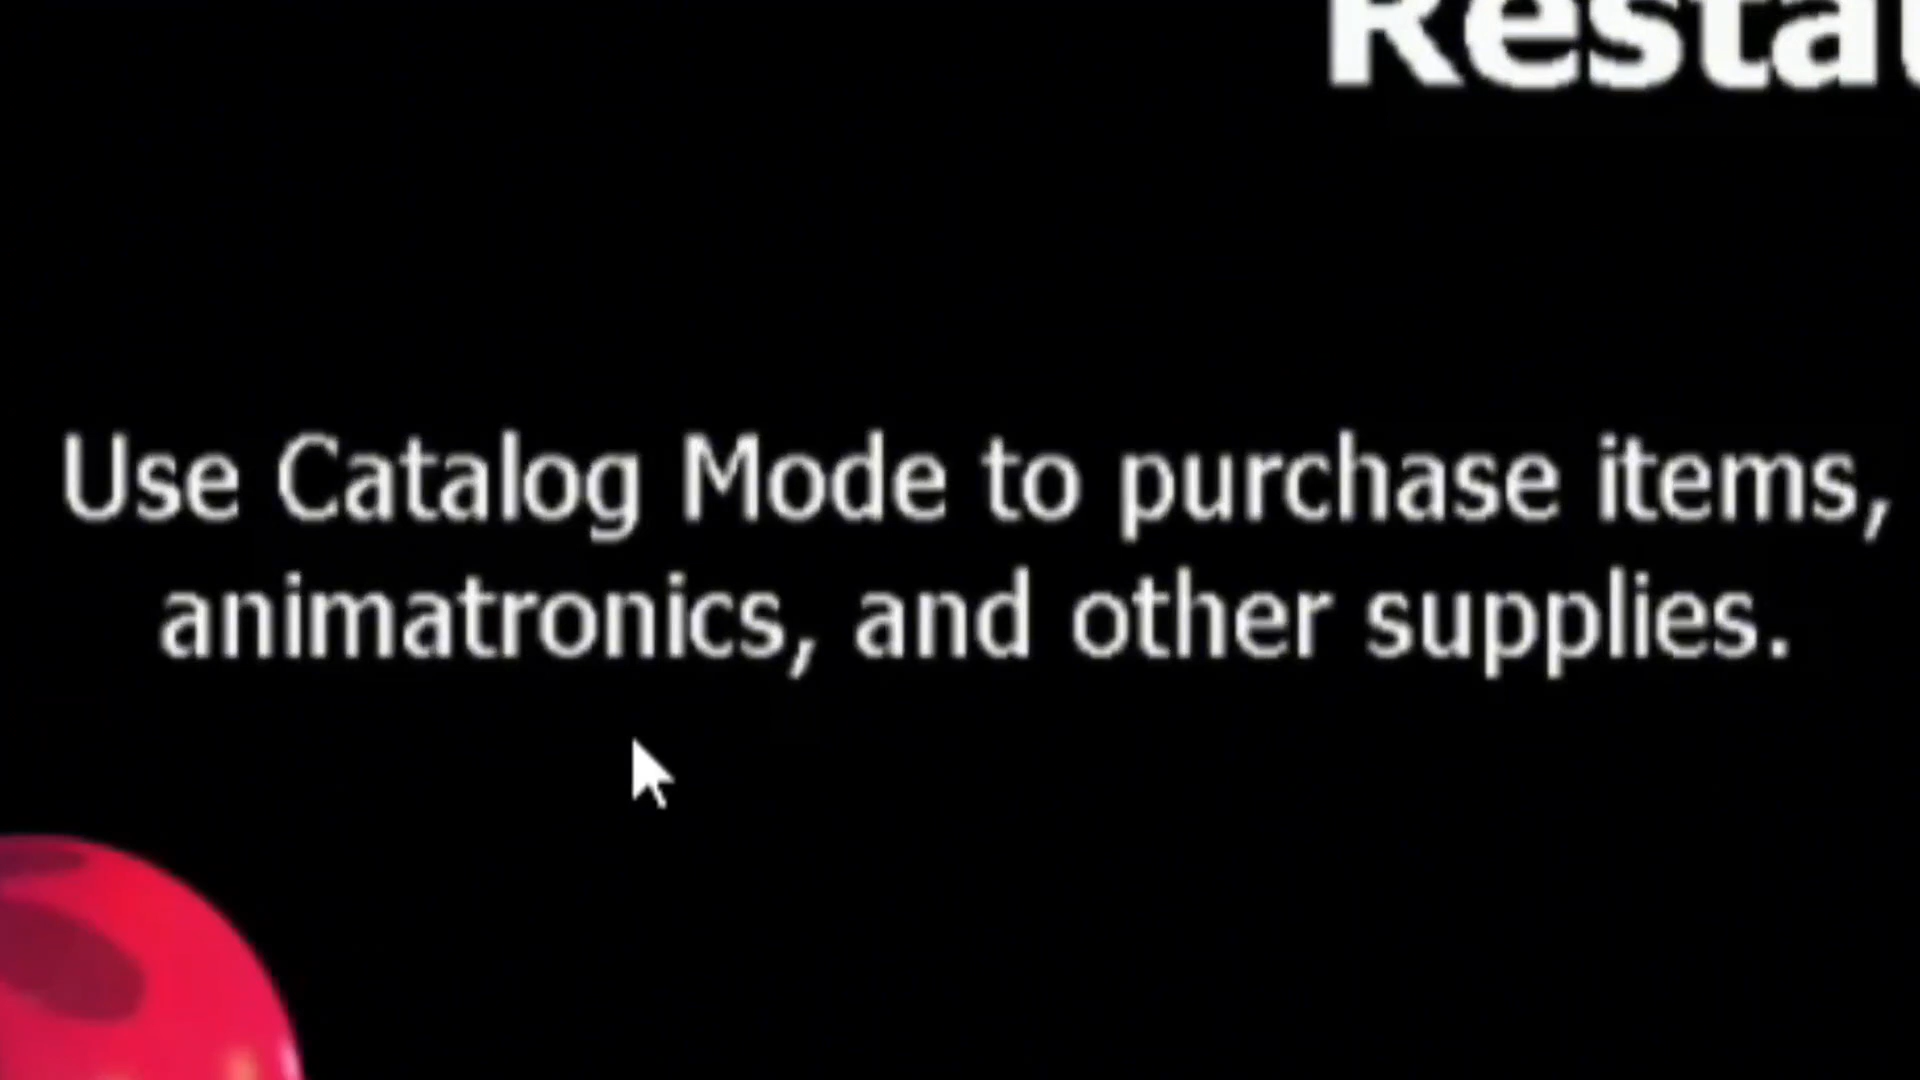 Use Catalog Mode to purchase items,
animatronics, and other supplies.